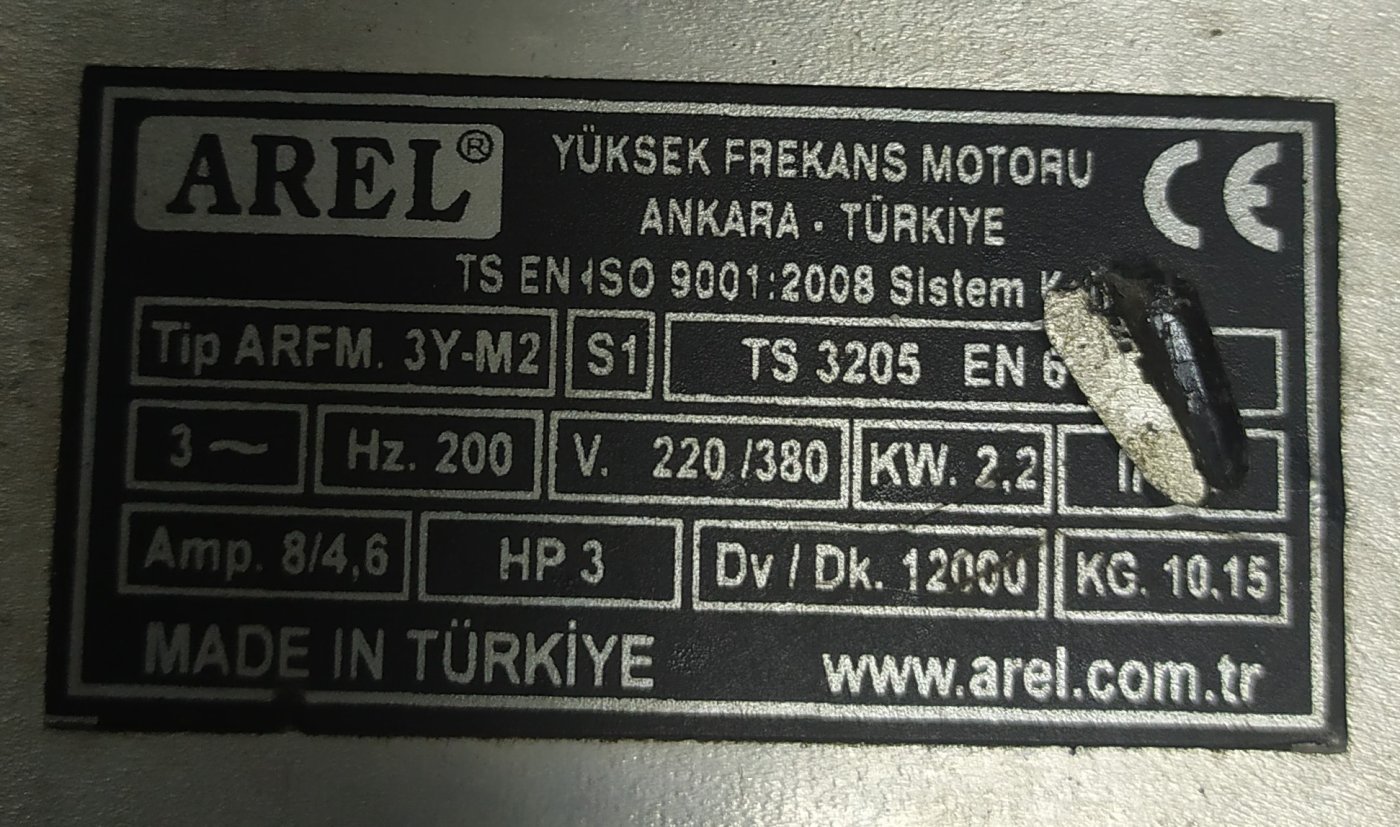 AREL®
YÜKSEK FREKANS MOTORU
ANKARA - TÜRKİYE
CE
TS EN-ISO 9001:2008 Sistem
Tip ARFM. 3Y-M2 S1 TS 3205 EN
3 ~ Hz. 200 V. 220 /380 KW. 2,2
Amp. 8/4,6 HP 3 Dv / Dk. 12000 KG. 10.15
MADE IN TÜRKİYE www.arel.com.tr